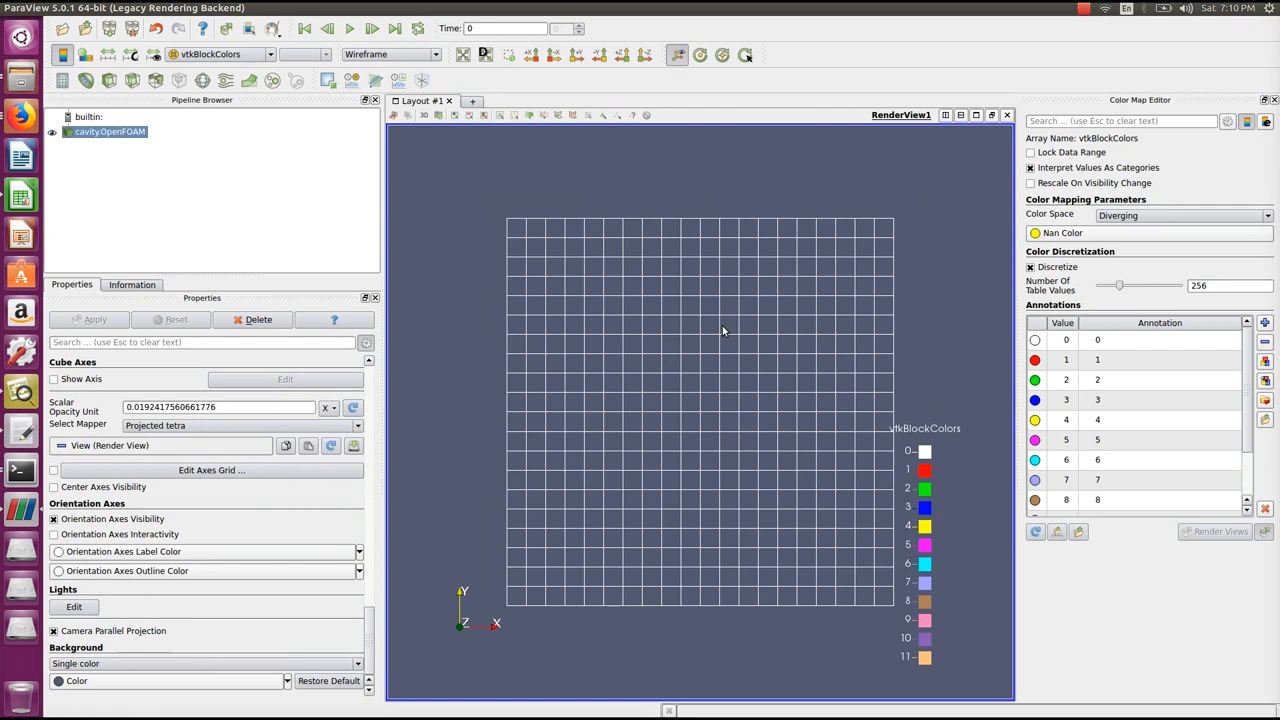 ParaView 5.0.1 64-bit (Legacy Rendering Backend)
En
Sat: 7:10 PM
Time: 0
0
vtkBlockColors
Wireframe
Pipeline Browser
builtin:
cavity.OpenFOAM
Properties
Information
Properties
Apply
Reset
Delete
?
Search ... (use Esc to clear text)
Cube Axes
Show Axis
Edit
Scalar
Opacity Unit
0.0192417560661776
X
Select Mapper
Projected tetra
View (Render View)
Edit Axes Grid ...
Center Axes Visibility
Orientation Axes
Orientation Axes Visibility
Orientation Axes Interactivity
Orientation Axes Label Color
Orientation Axes Outline Color
Lights
Edit
Camera Parallel Projection
Background
Single color
Color
Restore Default
Layout #1
3D
RenderView1
vtkBlockColors
0
1
2
3
4
5
6
7
8
9
10
11
Y
Z
X
Color Map Editor
Search ... (use Esc to clear text)
Array Name: vtkBlockColors
Lock Data Range
Interpret Values As Categories
Rescale On Visibility Change
Color Mapping Parameters
Color Space
Diverging
Nan Color
Color Discretization
Discretize
Number Of
Table Values
256
Annotations
Value Annotation
0 0
1 1
2 2
3 3
4 4
5 5
6 6
7 7
8 8
Render Views